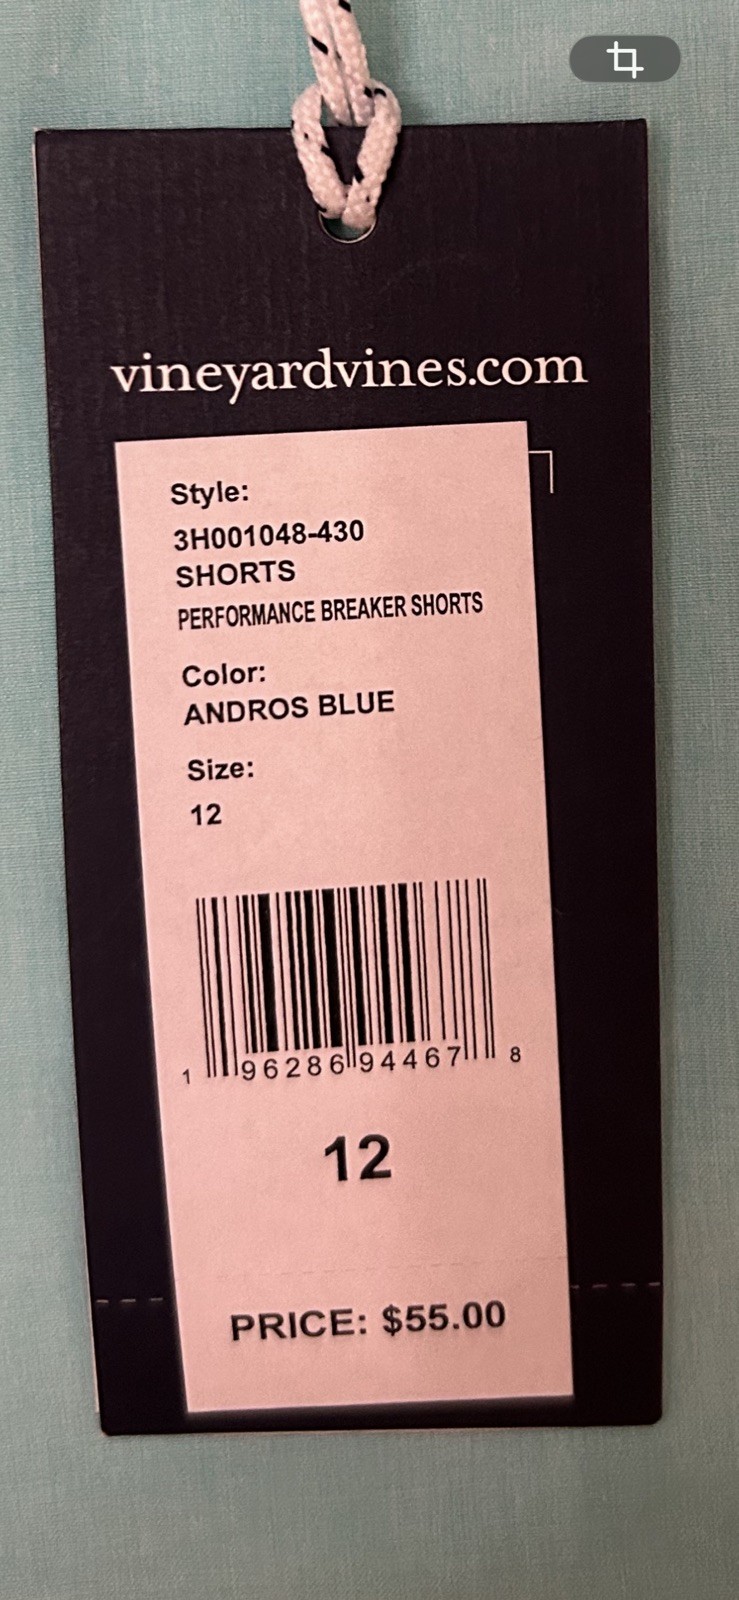 vineyardvines.com
Style:
3H001048-430
SHORTS
PERFORMANCE BREAKER SHORTS
Color:
ANDROS BLUE
Size:
12
1 96286 94467 8
12
PRICE: $55.00